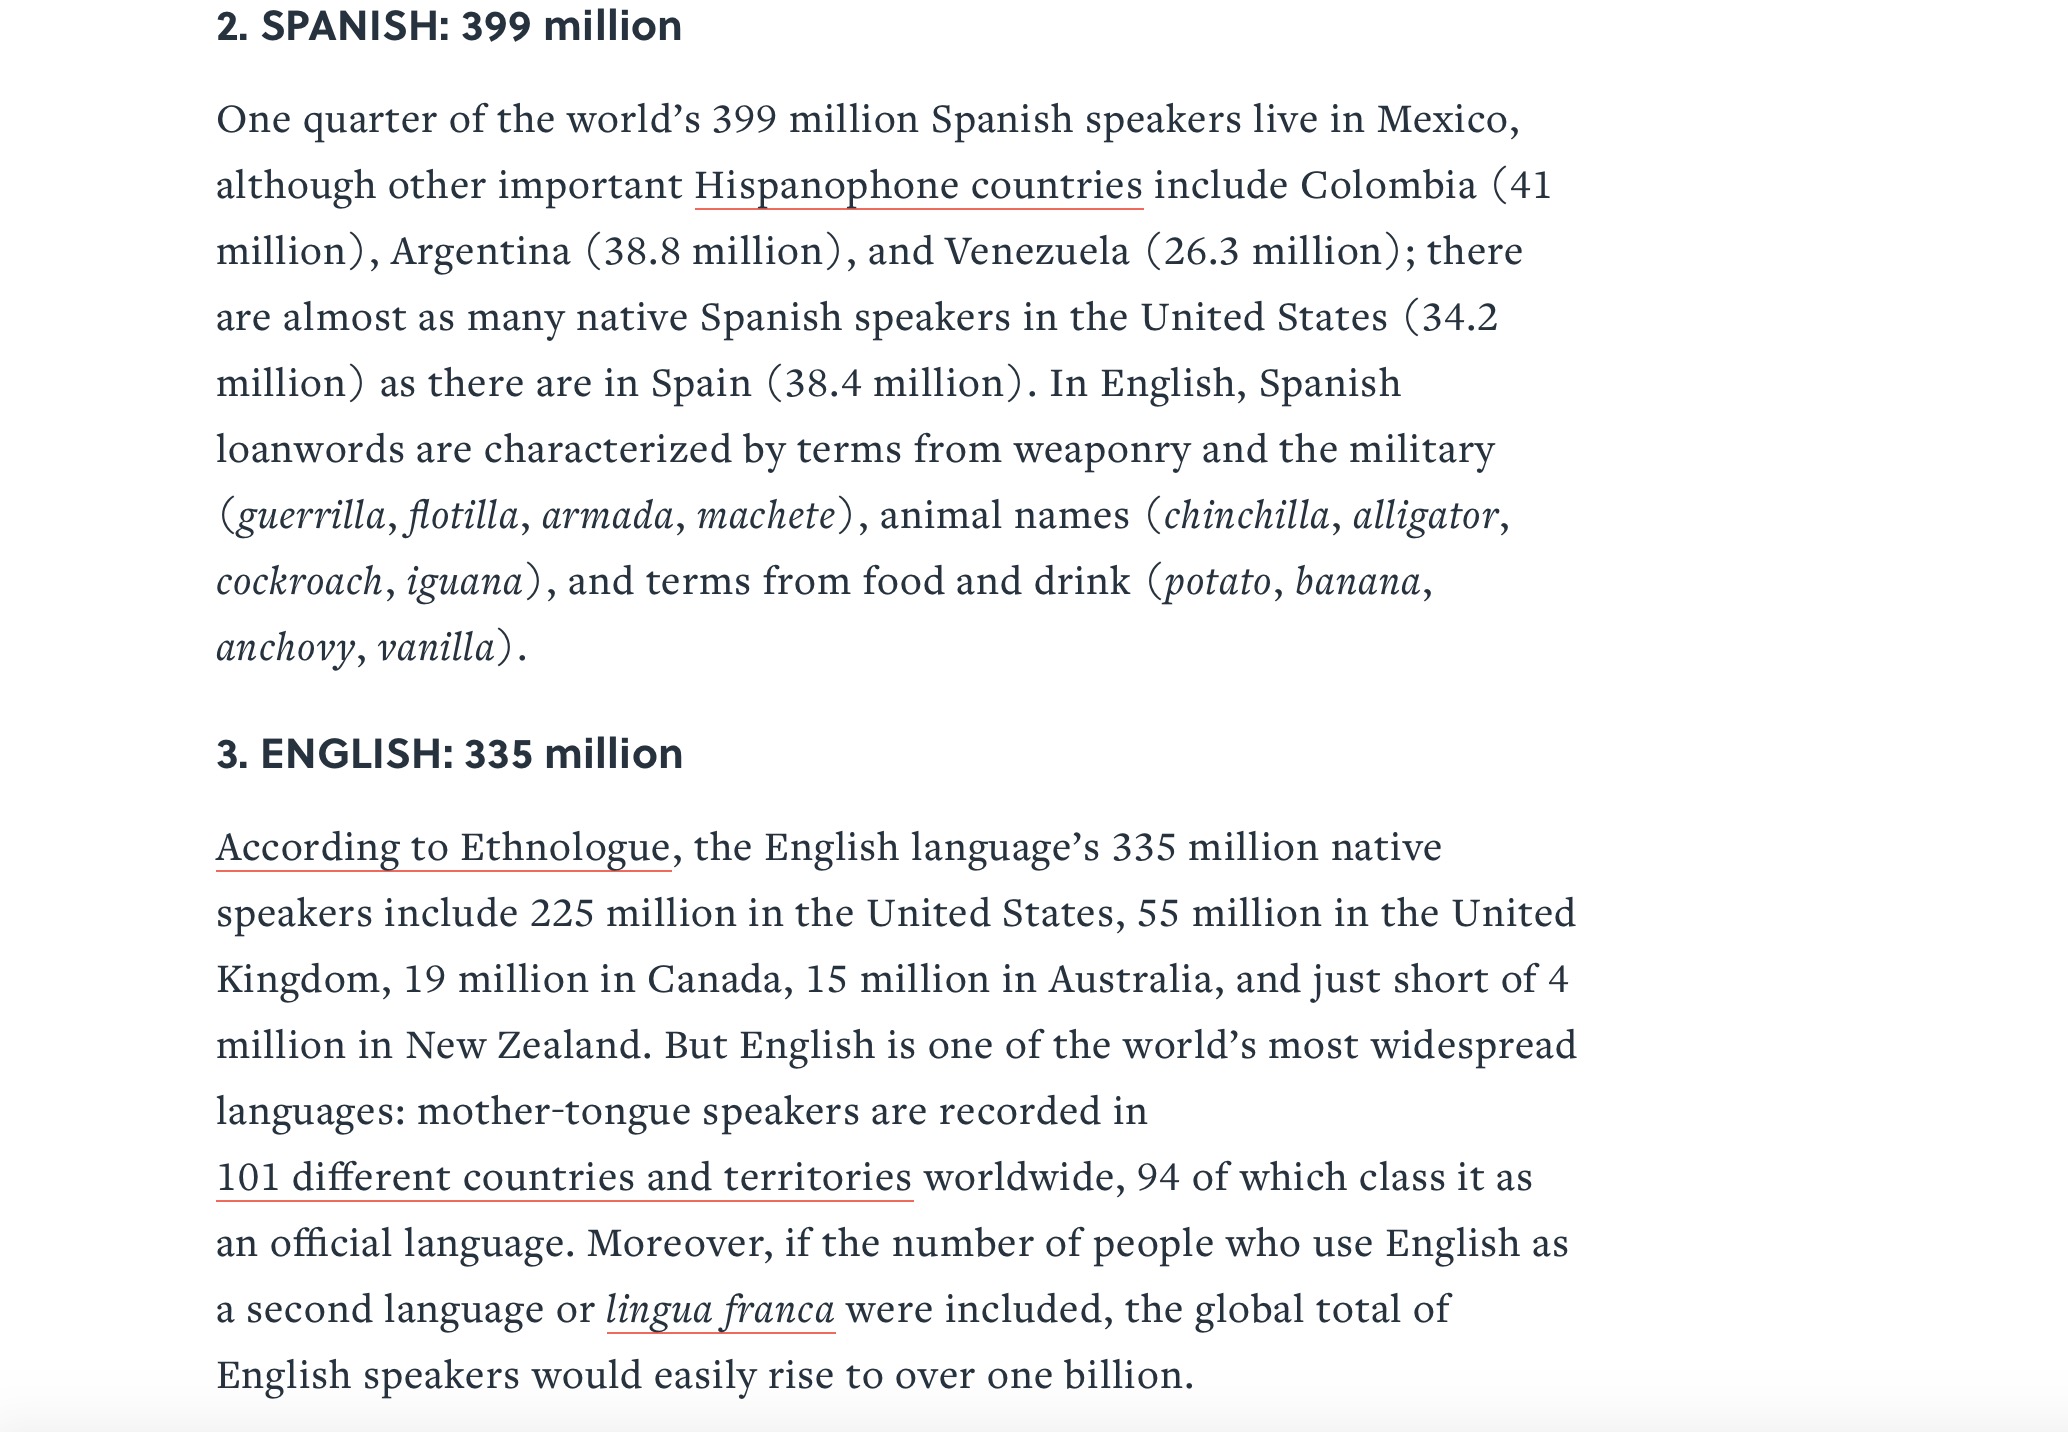 2. SPANISH: 399 million
One quarter of the world’s 399 million Spanish speakers live in Mexico,
although other important Hispanophone countries include Colombia (41
million), Argentina (38.8 million), and Venezuela (26.3 million); there
are almost as many native Spanish speakers in the United States (34.2
million) as there are in Spain (38.4 million). In English, Spanish
loanwords are characterized by terms from weaponry and the military
(guerrilla, flotilla, armada, machete), animal names (chinchilla, alligator,
cockroach, iguana), and terms from food and drink (potato, banana,
anchovy, vanilla).
3. ENGLISH: 335 million
According to Ethnologue, the English language’s 335 million native
speakers include 225 million in the United States, 55 million in the United
Kingdom, 19 million in Canada, 15 million in Australia, and just short of 4
million in New Zealand. But English is one of the world’s most widespread
languages: mother-tongue speakers are recorded in
101 different countries and territories worldwide, 94 of which class it as
an official language. Moreover, if the number of people who use English as
a second language or lingua franca were included, the global total of
English speakers would easily rise to over one billion.